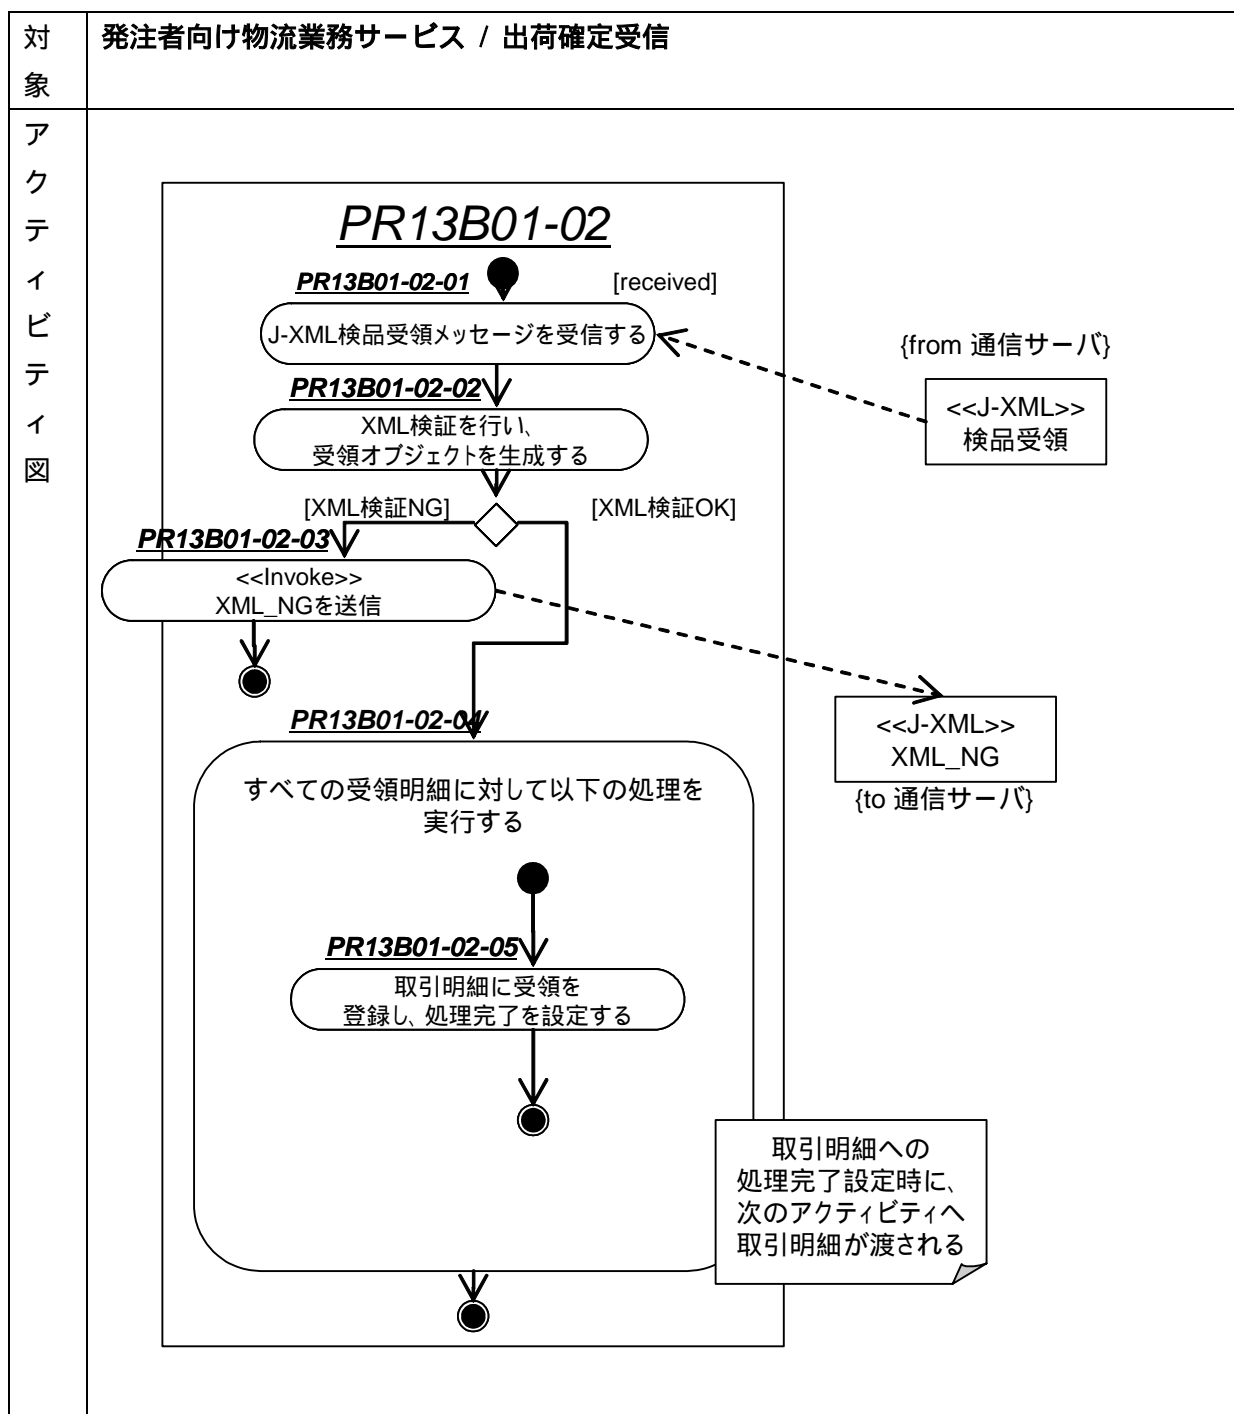 対象
発注者向け物流業務サービス / 出荷確定受信
アクティビティ図
PR13B01-02
PR13B01-02-01
[received]
J-XML検品受領メッセージを受信する
{from 通信サーバ}
<<J-XML>>
検品受領
PR13B01-02-02
XML検証を行い、
受領オブジェクトを生成する
[XML検証NG]
[XML検証OK]
PR13B01-02-03
<<Invoke>>
XML_NGを送信
<<J-XML>>
XML_NG
{to 通信サーバ}
PR13B01-02-04
すべての受領明細に対して以下の処理を
実行する
PR13B01-02-05
取引明細に受領を
登録し、処理完了を設定する
取引明細への
処理完了設定時に、
次のアクティビティへ
取引明細が渡される